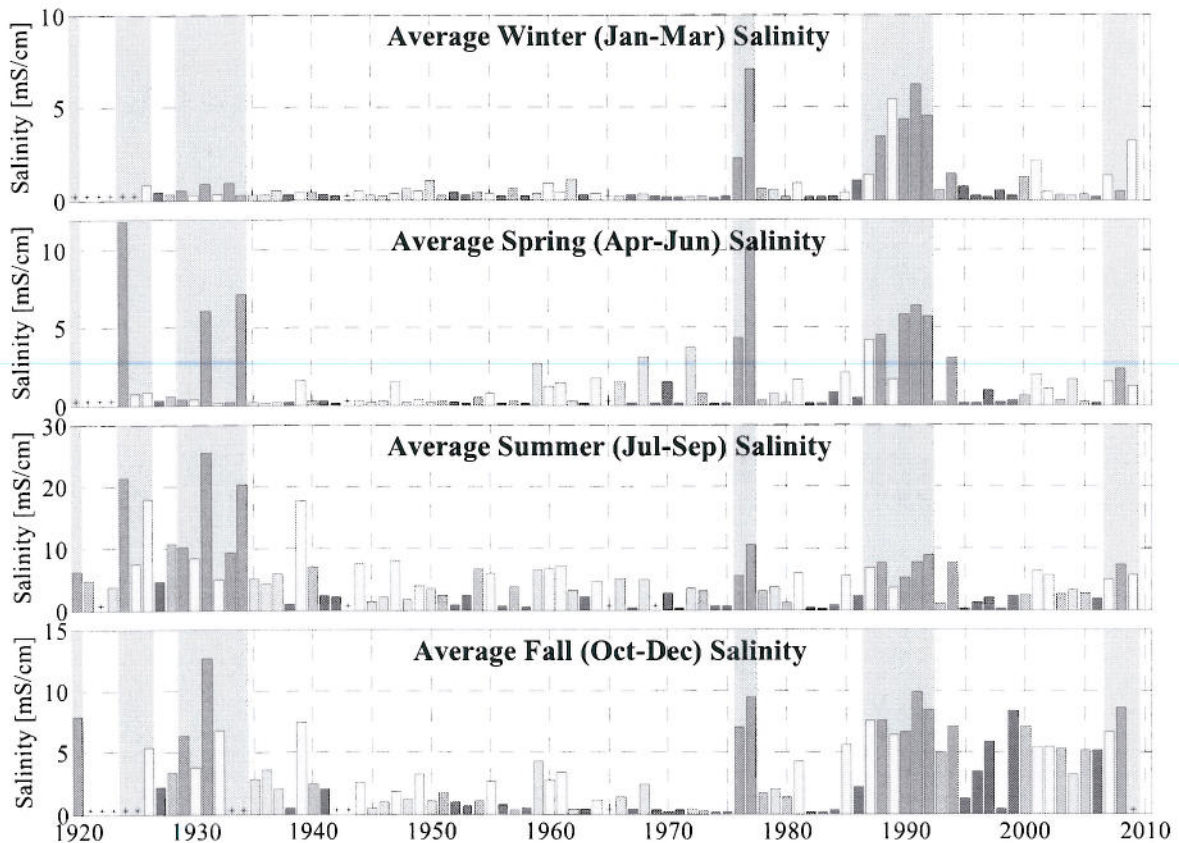 Average Winter (Jan-Mar) Salinity
Salinity [mS/cm]
10
5
0
Average Spring (Apr-Jun) Salinity
Salinity [mS/cm]
10
5
0
Average Summer (Jul-Sep) Salinity
Salinity [mS/cm]
30
20
10
0
Average Fall (Oct-Dec) Salinity
Salinity [mS/cm]
15
10
5
0
1920 1930 1940 1950 1960 1970 1980 1990 2000 2010